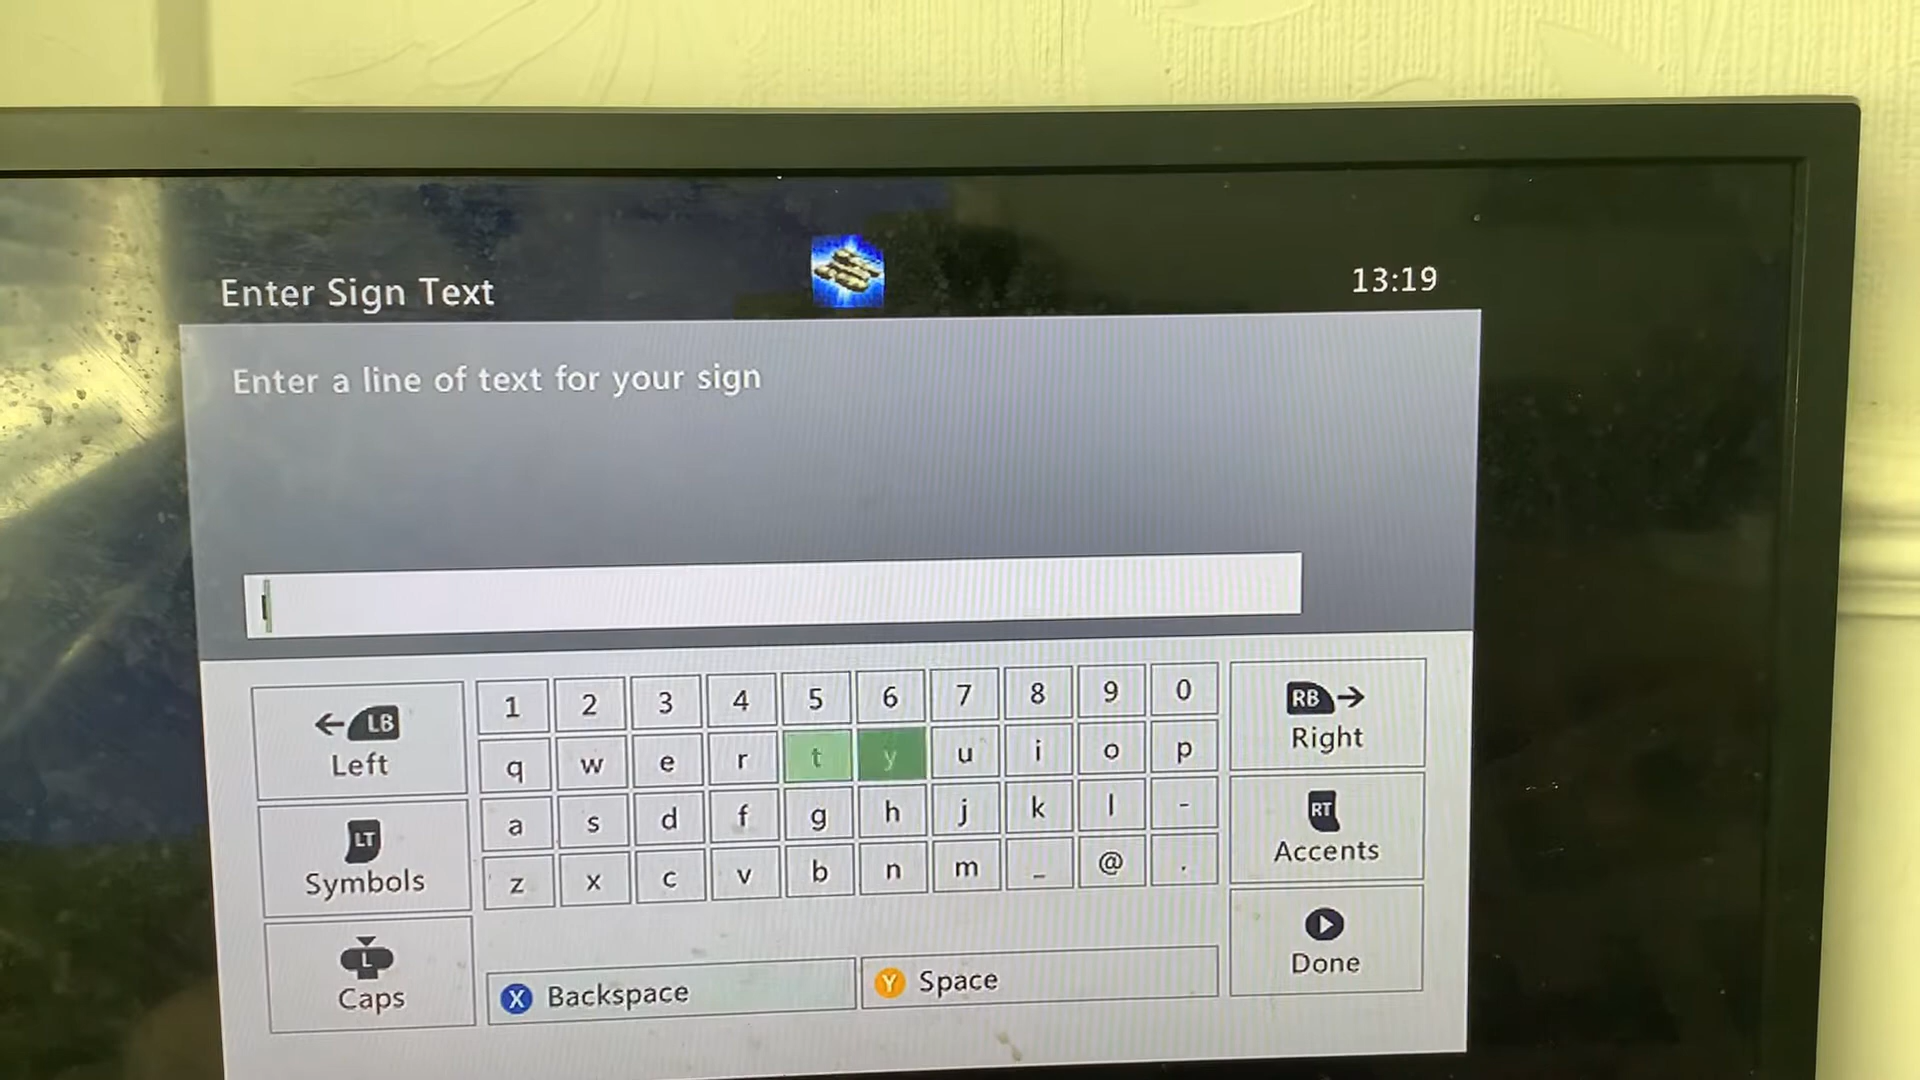 Enter Sign Text
13:19
Enter a line of text for your sign
LB
Left
1 2 3 4 5 6 7 8 9 0
q w e r t y u i o p
a s d f g h j k l -
z x c v b n m _ @ .
RB
Right
LT
Symbols
RT
Accents
L
Caps
X Backspace
Y Space
Done